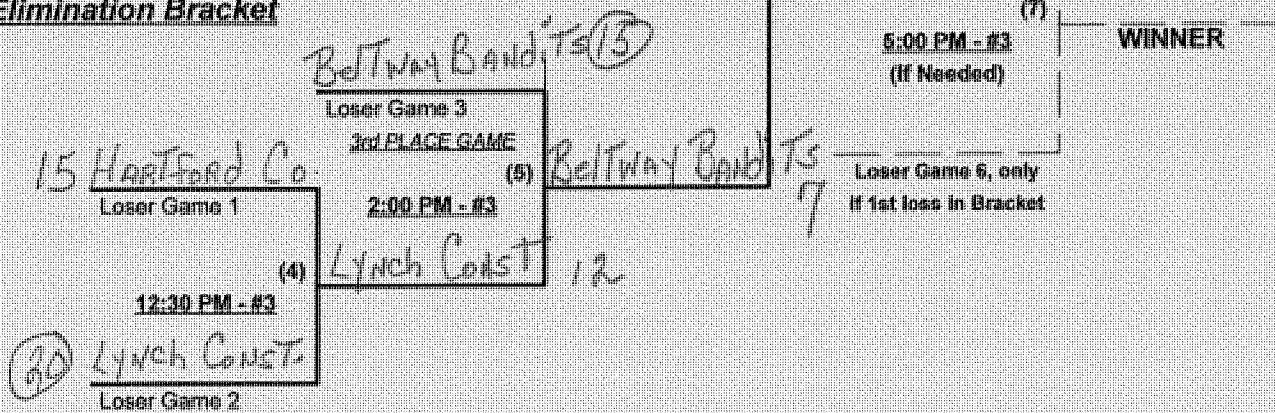 Elimination Bracket
(7)
5:00 PM - #3
(If Needed)
WINNER
BelTway BandiTs 15
Loser Game 3
3rd PLACE GAME
15 HARTFORD Co.
(5)
BelTway BandiTs
7
Loser Game 6, only
if 1st loss in Bracket
Loser Game 1
2:00 PM - #3
(4)
Lynch Const
12
12:30 PM - #3
20 Lynch Const.
Loser Game 2